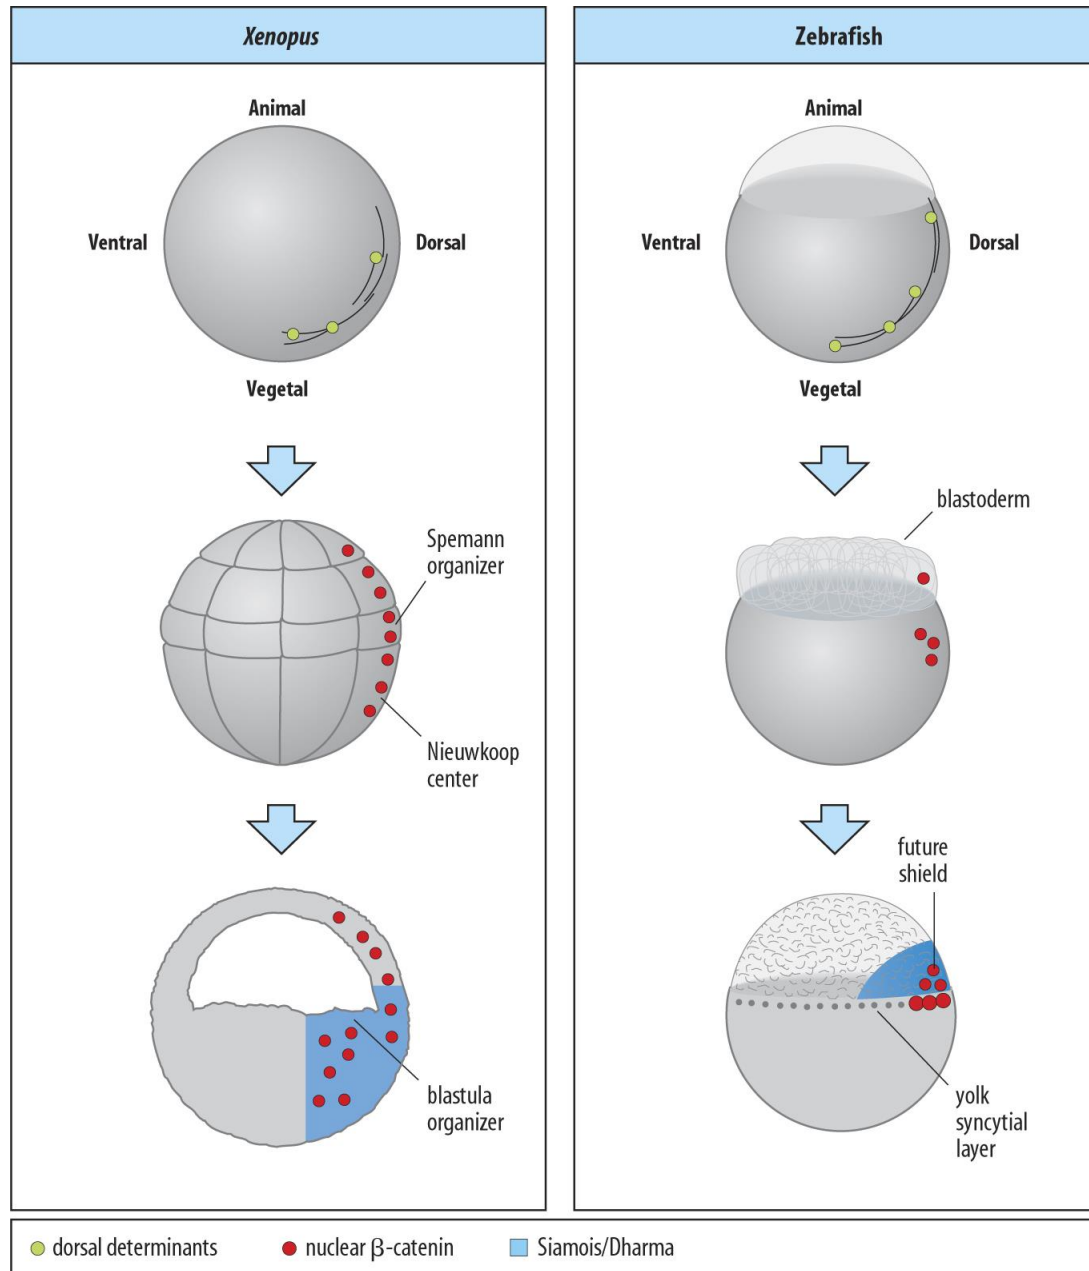 Xenopus
Animal
Ventral
Dorsal
Vegetal
Spemann
organizer
Nieuwkoop
center
blastula
organizer
Zebrafish
Animal
Ventral
Dorsal
Vegetal
blastoderm
future
shield
yolk
syncytial
layer
dorsal determinants
nuclear β-catenin
Siamois/Dharma